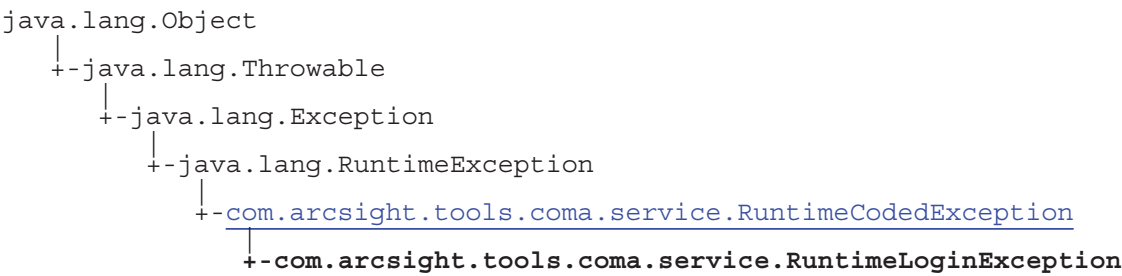 java.lang.Object
|
+-java.lang.Throwable
|
+-java.lang.Exception
|
+-java.lang.RuntimeException
|
+-com.arcsight.tools.coma.service.RuntimeCodedException
|
+-com.arcsight.tools.coma.service.RuntimeLoginException